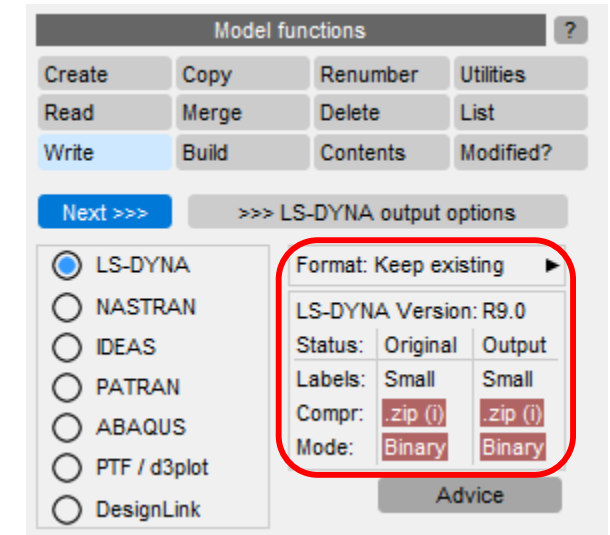 Model functions ?
Create Copy Renumber Utilities
Read Merge Delete List
Write Build Contents Modified?
Next >>> >>> LS-DYNA output options
LS-DYNA
NASTRAN
IDEAS
PATRAN
ABAQUS
PTF / d3plot
DesignLink
Format: Keep existing
LS-DYNA Version: R9.0
Status: Original Output
Labels: Small Small
Compr: .zip (i) .zip (i)
Mode: Binary Binary
Advice